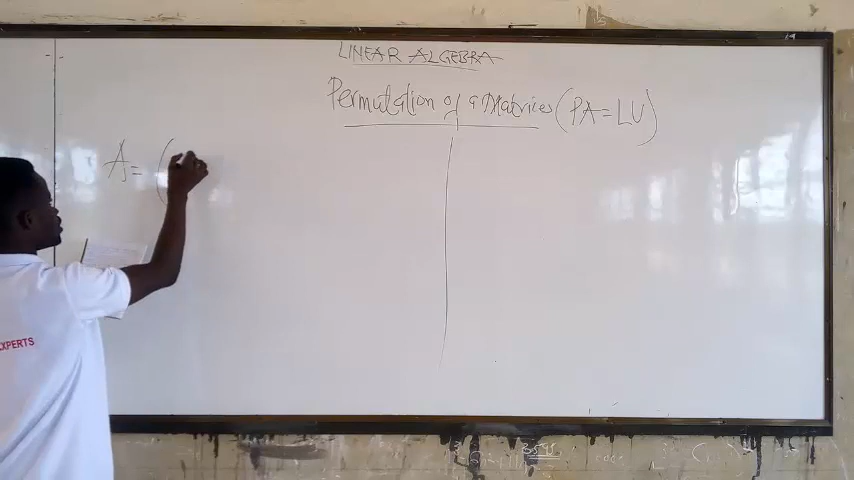 LINEAR ALGEBRA
Permutation of a Matrices (PA = LU)
A = (
XPERTS